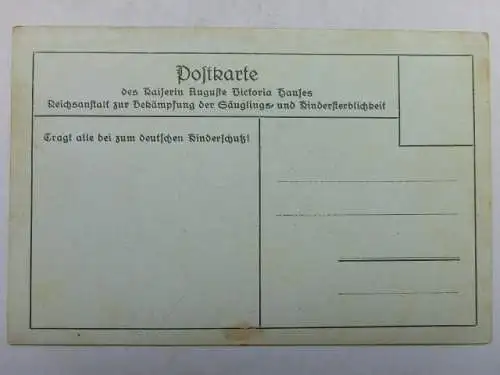 Postkarte
des Kaiserin Auguste Victoria Hauses
Reichsanstalt zur Bekämpfung der Säuglings- und Kindersterblichkeit
Tragt alle bei zum deutschen Kinderschutz!